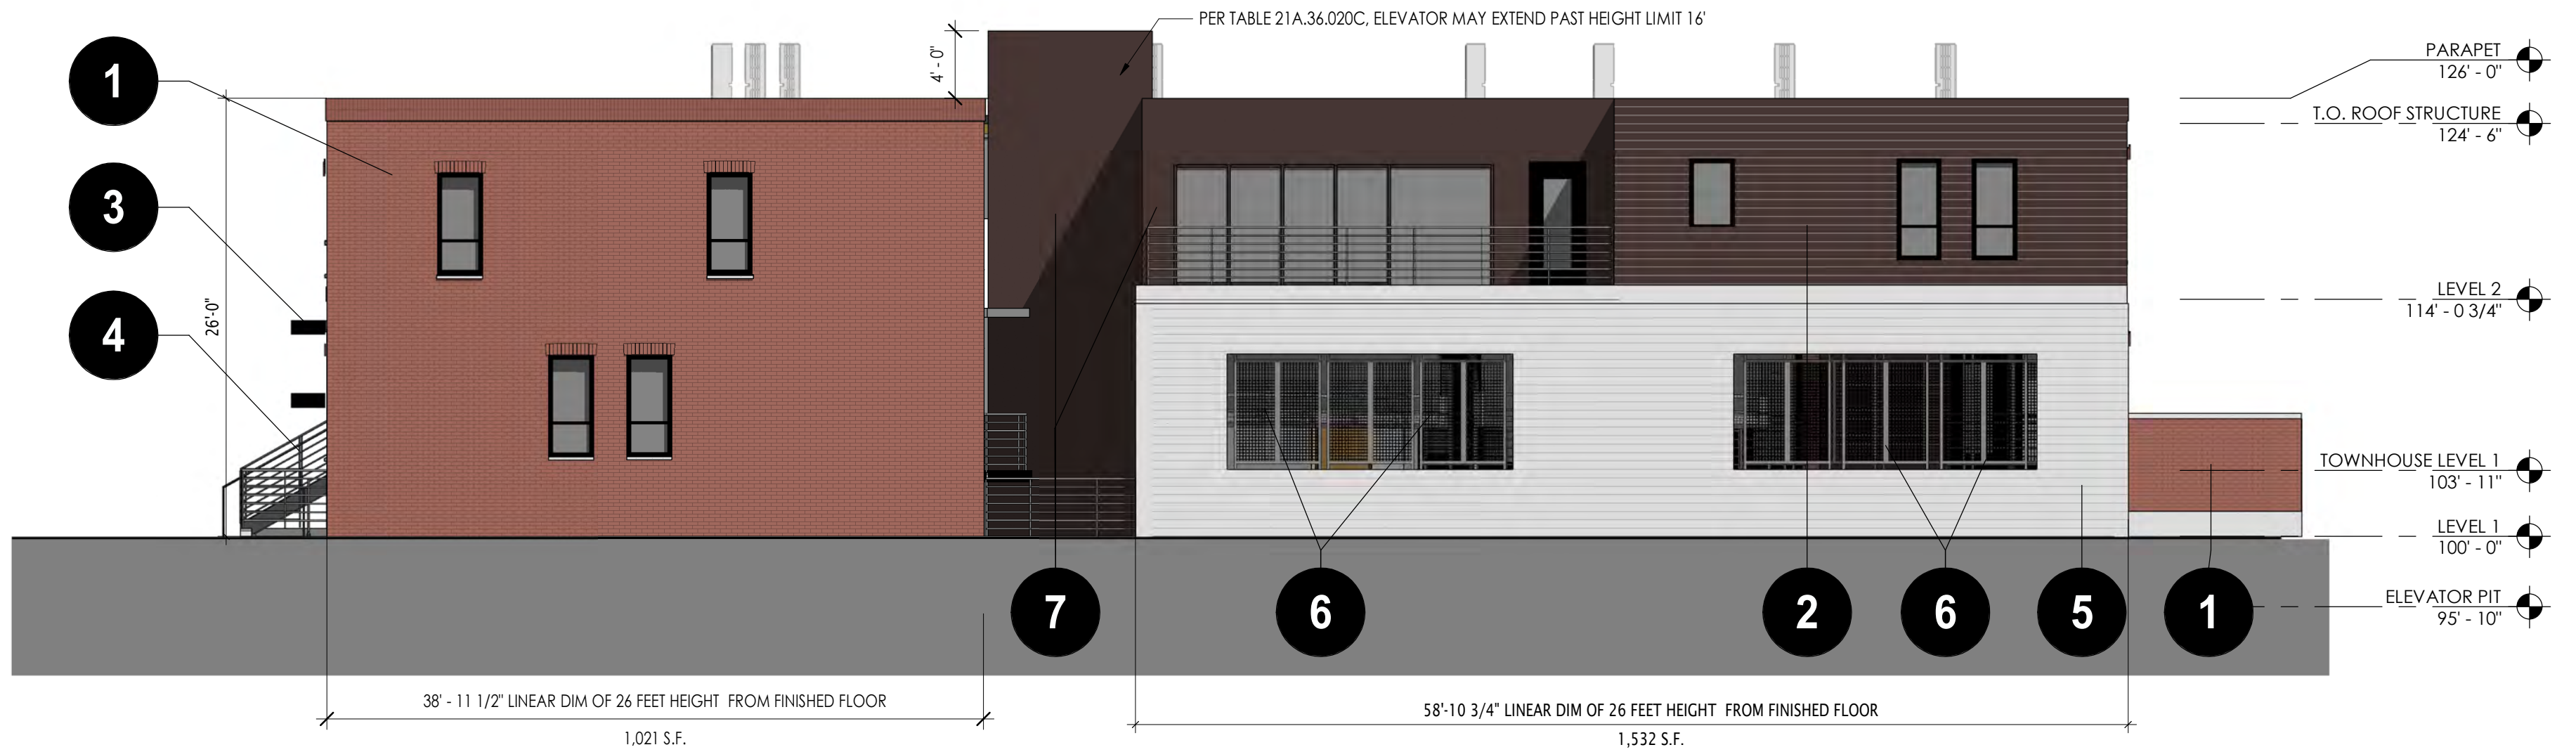 PER TABLE 21A.36.020C, ELEVATOR MAY EXTEND PAST HEIGHT LIMIT 16'
4' - 0"
1
3
4
26'-0"
PARAPET
126' - 0"
T.O. ROOF STRUCTURE
124' - 6"
LEVEL 2
114' - 0 3/4"
TOWNHOUSE LEVEL 1
103' - 11"
LEVEL 1
100' - 0"
ELEVATOR PIT
95' - 10"
7
6
2
6
5
1
38' - 11 1/2" LINEAR DIM OF 26 FEET HEIGHT FROM FINISHED FLOOR
1,021 S.F.
58'-10 3/4" LINEAR DIM OF 26 FEET HEIGHT FROM FINISHED FLOOR
1,532 S.F.